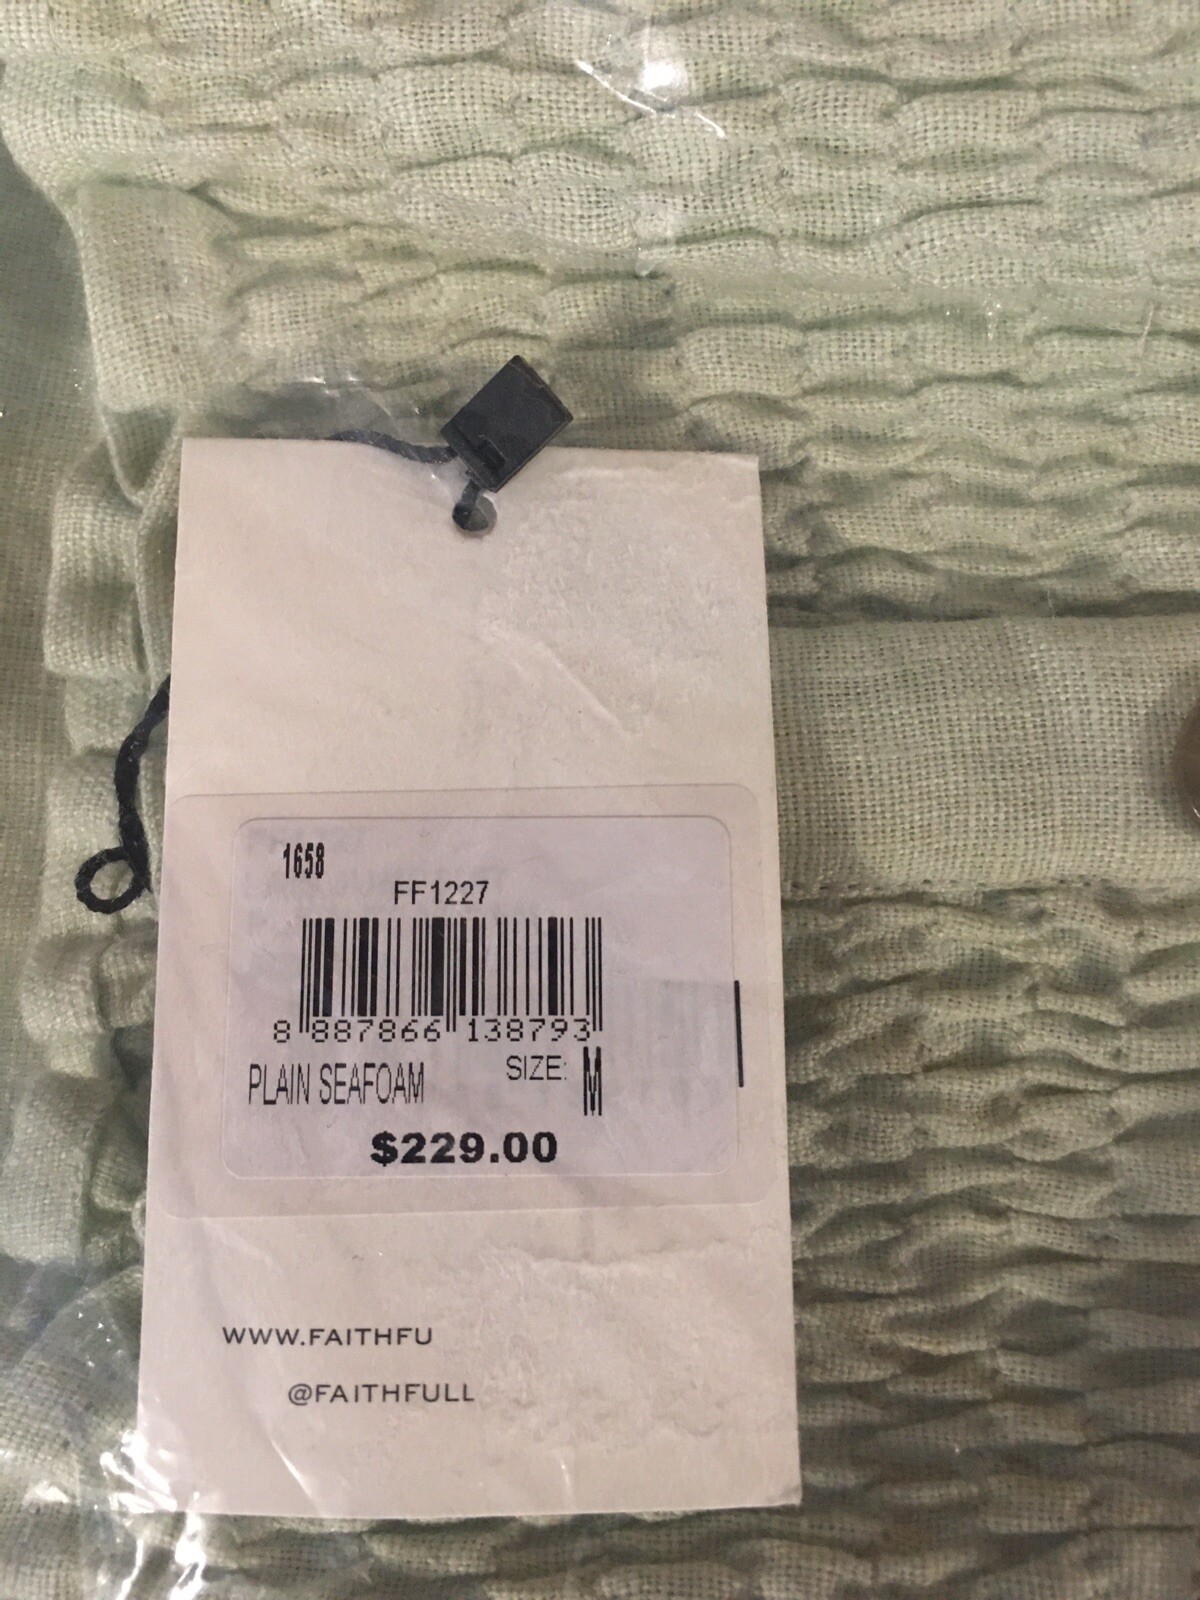 1658
FF1227
8 887866 138793
PLAIN SEAFOAM SIZE: M
$229.00
WWW.FAITHFU
@FAITHFULL